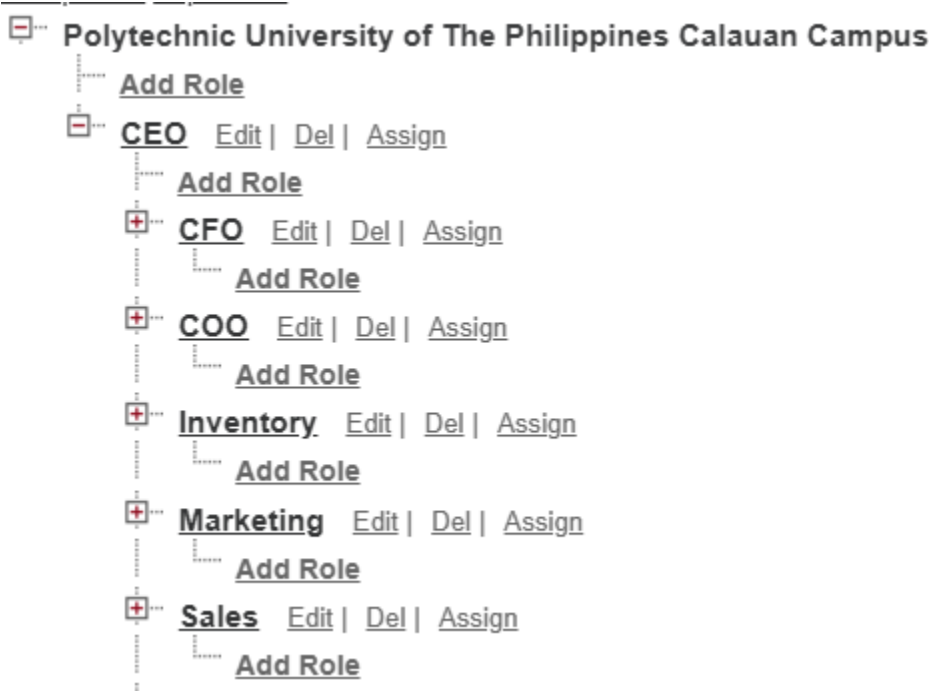 Polytechnic University of The Philippines Calauan Campus
Add Role
CEO Edit | Del | Assign
Add Role
CFO Edit | Del | Assign
Add Role
COO Edit | Del | Assign
Add Role
Inventory Edit | Del | Assign
Add Role
Marketing Edit | Del | Assign
Add Role
Sales Edit | Del | Assign
Add Role